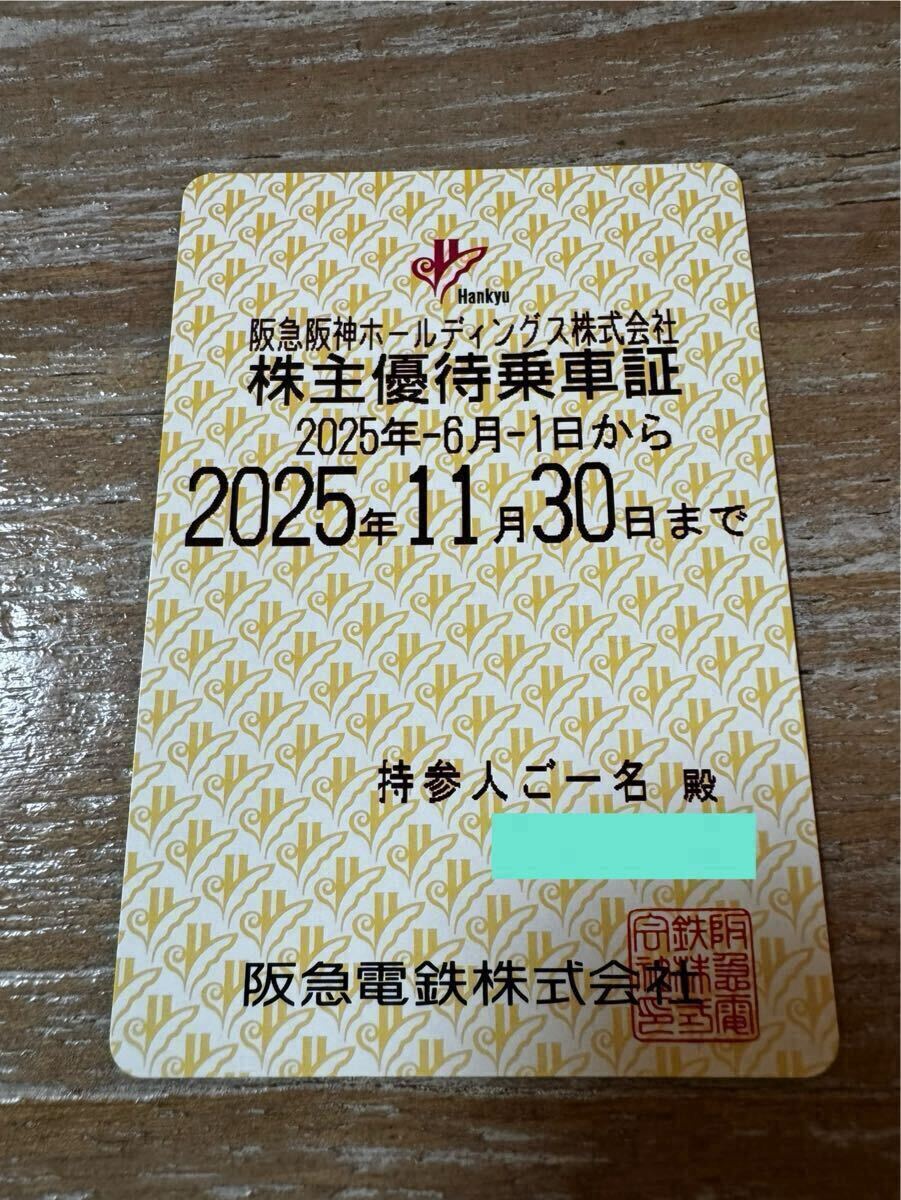 Hankyu
阪急阪神ホールディングス株式会社
株主優待乗車証
2025年-6月-1日から
2025年11月30日まで
持参人ご一名 殿
阪急電鉄株式会社